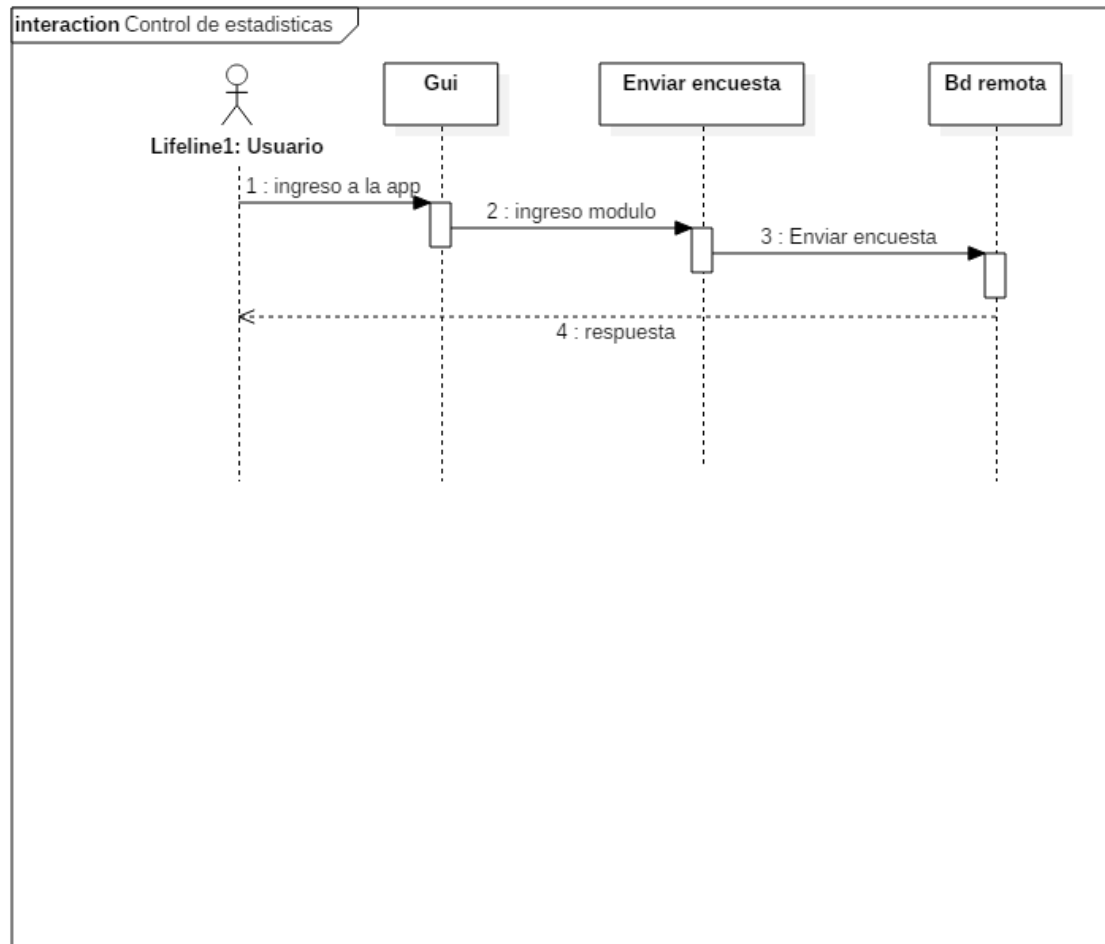 interaction Control de estadisticas
Gui
Enviar encuesta
Bd remota
Lifeline1: Usuario
1 : ingreso a la app
2 : ingreso modulo
3 : Enviar encuesta
4 : respuesta